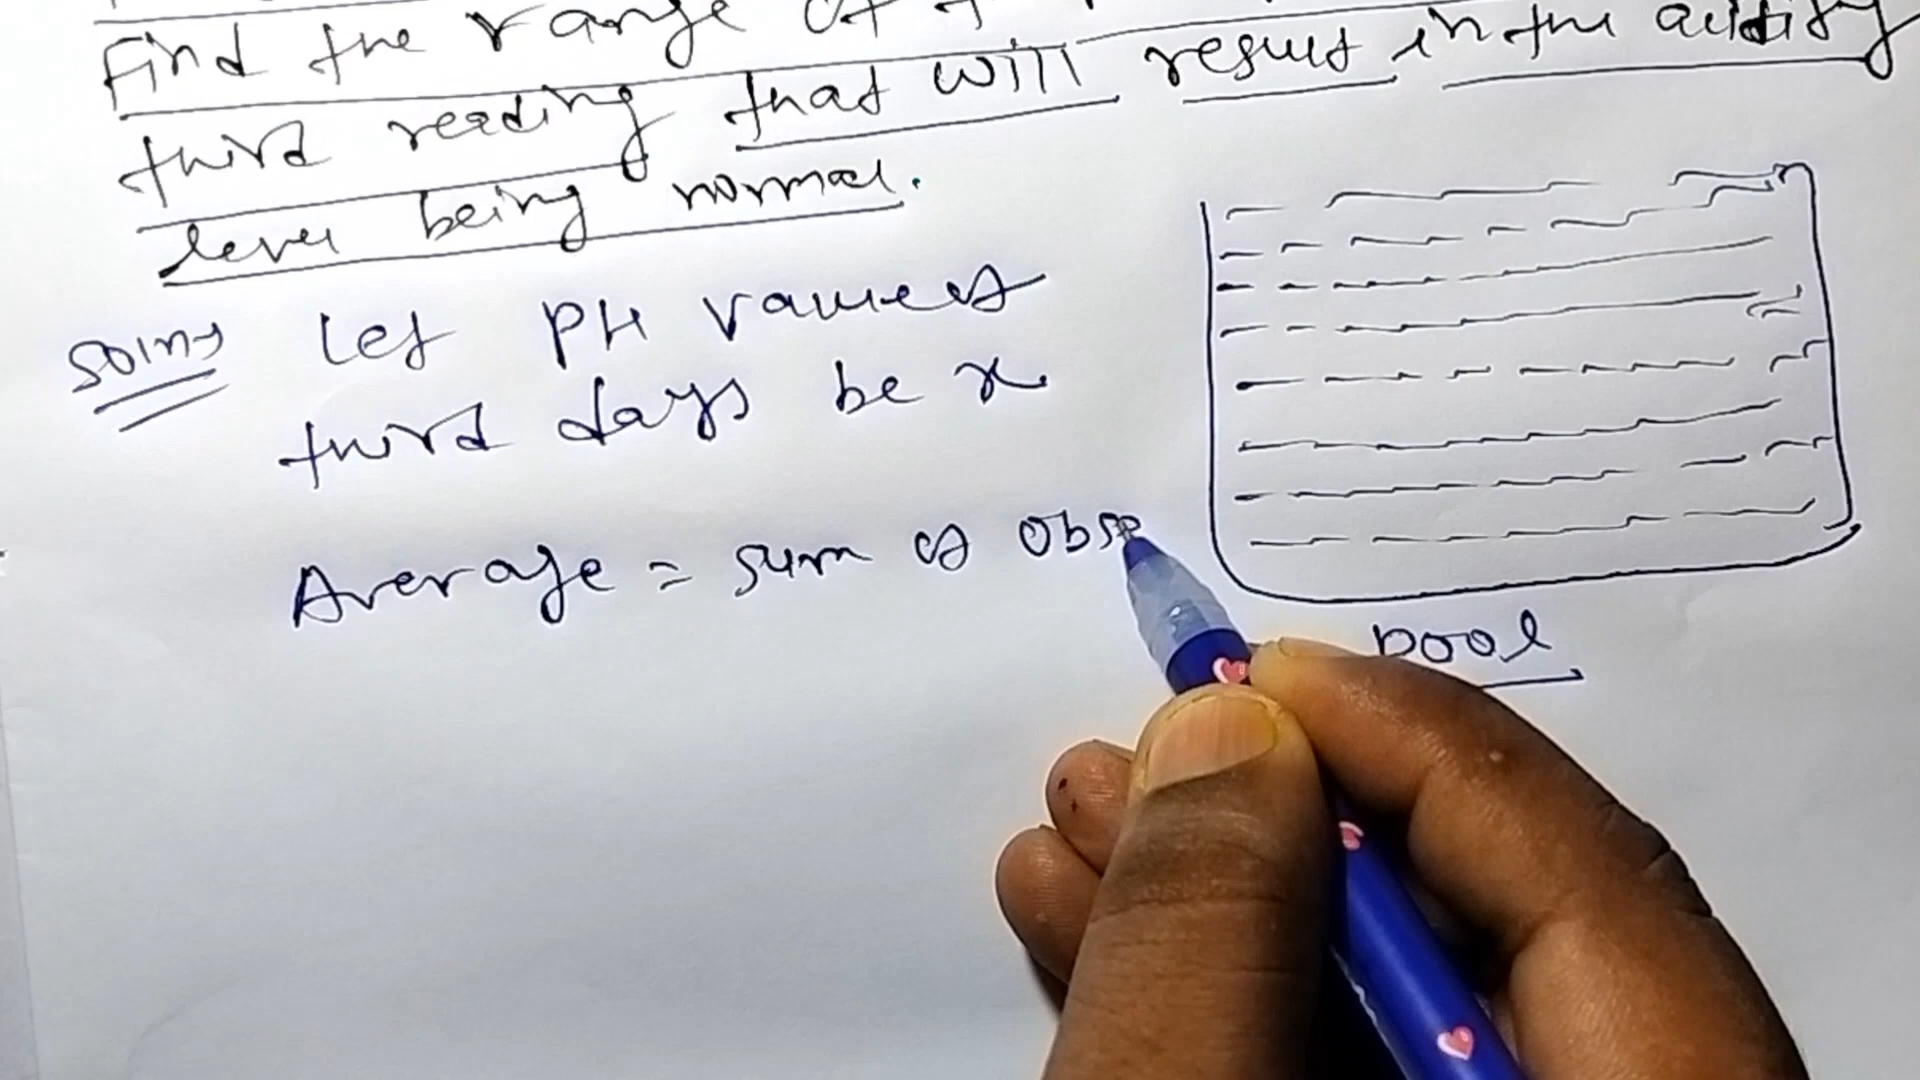 Find the range of
third reading that will result in the acidity
level being normal.
Soln
Let PH values
third days be x
Average = sum of Obse
pool